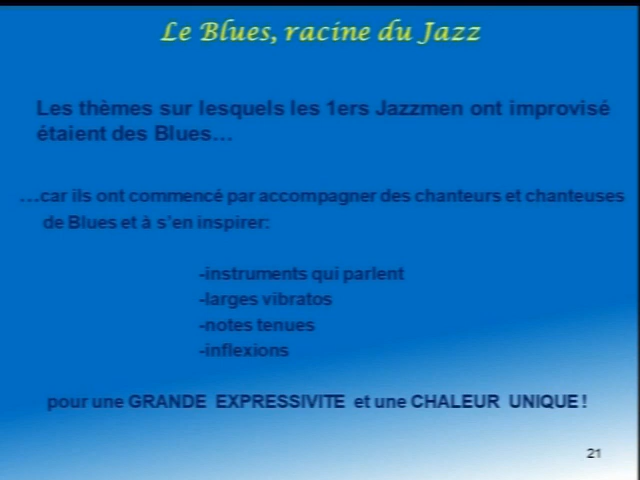 Le Blues, racine du Jazz
Les thèmes sur lesquels les 1ers Jazzmen ont improvisé
étaient des Blues…
…car ils ont commencé par accompagner des chanteurs et chanteuses
de Blues et à s'en inspirer:
-instruments qui parlent
-larges vibratos
-notes tenues
-inflexions
pour une GRANDE EXPRESSIVITE et une CHALEUR UNIQUE !
21